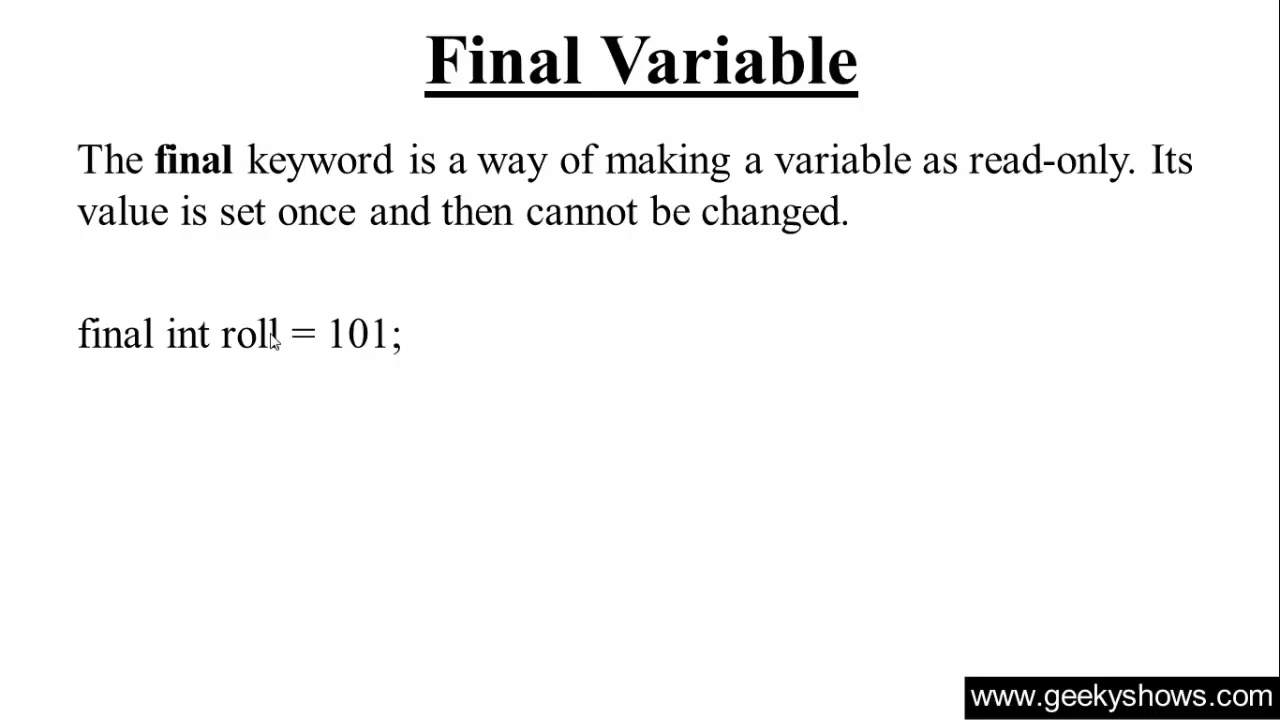 Final Variable
The final keyword is a way of making a variable as read-only. Its
value is set once and then cannot be changed.
final int roll = 101;
www.geekyshows.com